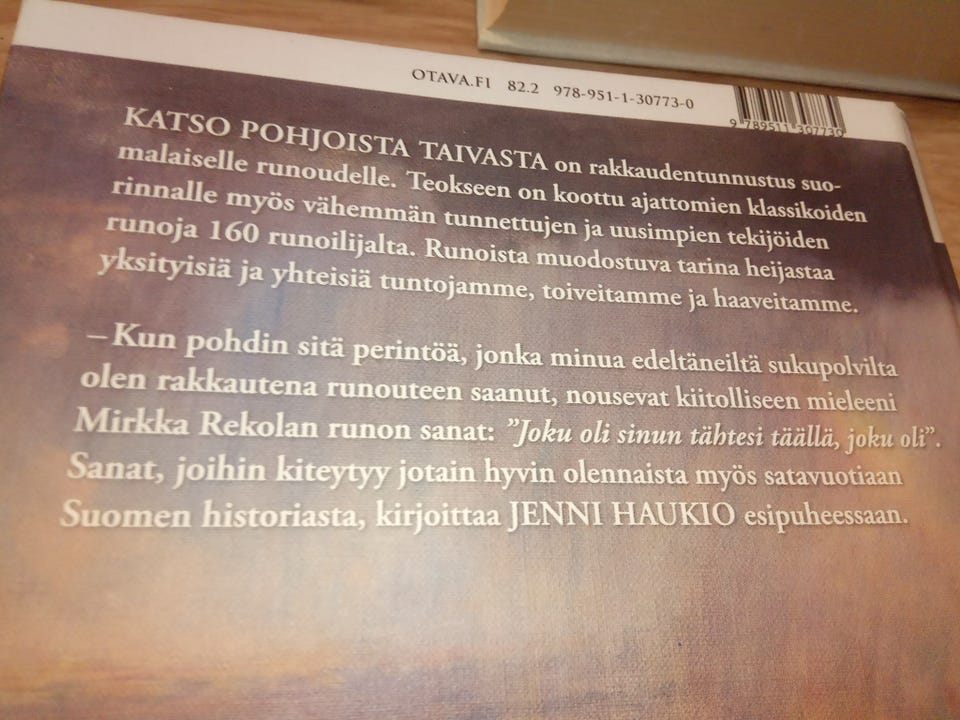 OTAVA.FI 82.2 978-951-1-30773-0
9 789511 307730
KATSO POHJOISTA TAIVASTA on rakkaudentunnustus suo-
malaiselle runoudelle. Teokseen on koottu ajattomien klassikoiden
rinnalle myös vähemmän tunnettujen ja uusimpien tekijöiden
runoja 160 runoilijalta. Runoista muodostuva tarina heijastaa
yksityisiä ja yhteisiä tuntojamme, toiveitamme ja haaveitamme.
– Kun pohdin sitä perintöä, jonka minua edeltäneiltä sukupolvilta
olen rakkautena runouteen saanut, nousevat kiitolliseen mieleeni
Mirkka Rekolan runon sanat: ”Joku oli sinun tähtesi täällä, joku oli”.
Sanat, joihin kiteytyy jotain hyvin olennaista myös satavuotiaan
Suomen historiasta, kirjoittaa JENNI HAUKIO esipuheessaan.